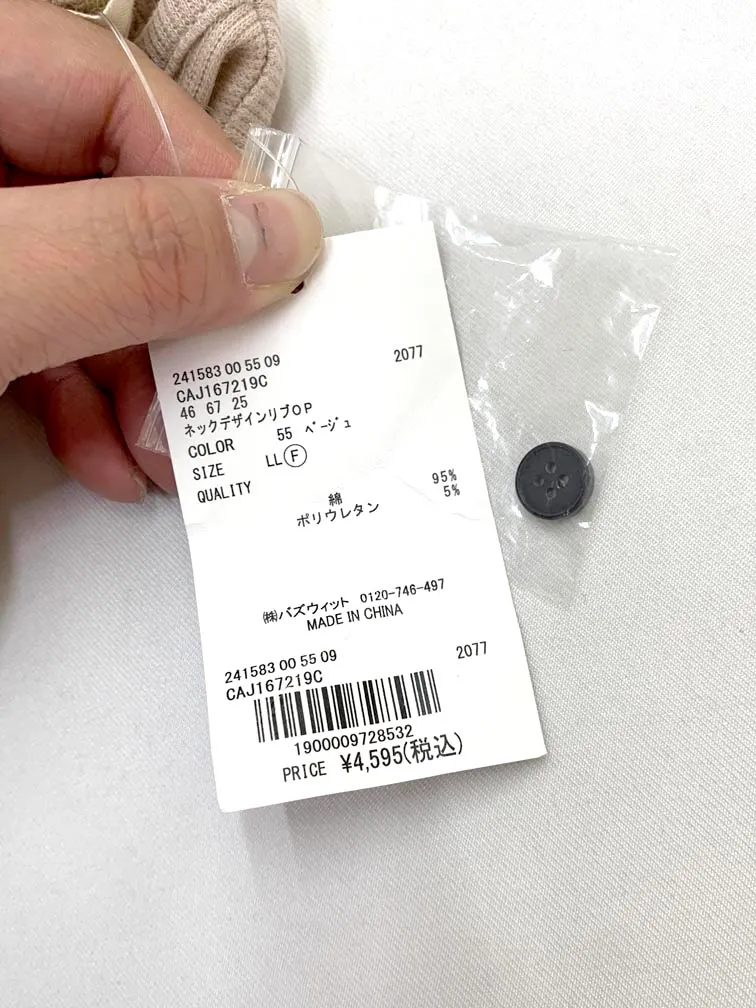 241583 00 55 09 2077
CAJ167219C
46 67 25
ネックデザインリブOP
COLOR 55 ﾍﾞｰｼﾞｭ
SIZE LL Ⓕ
QUALITY
綿 95%
ポリウレタン 5%
㈱バズウィット 0120-746-497
MADE IN CHINA
241583 00 55 09 2077
CAJ167219C
1900009728532
PRICE ¥4,595(税込)